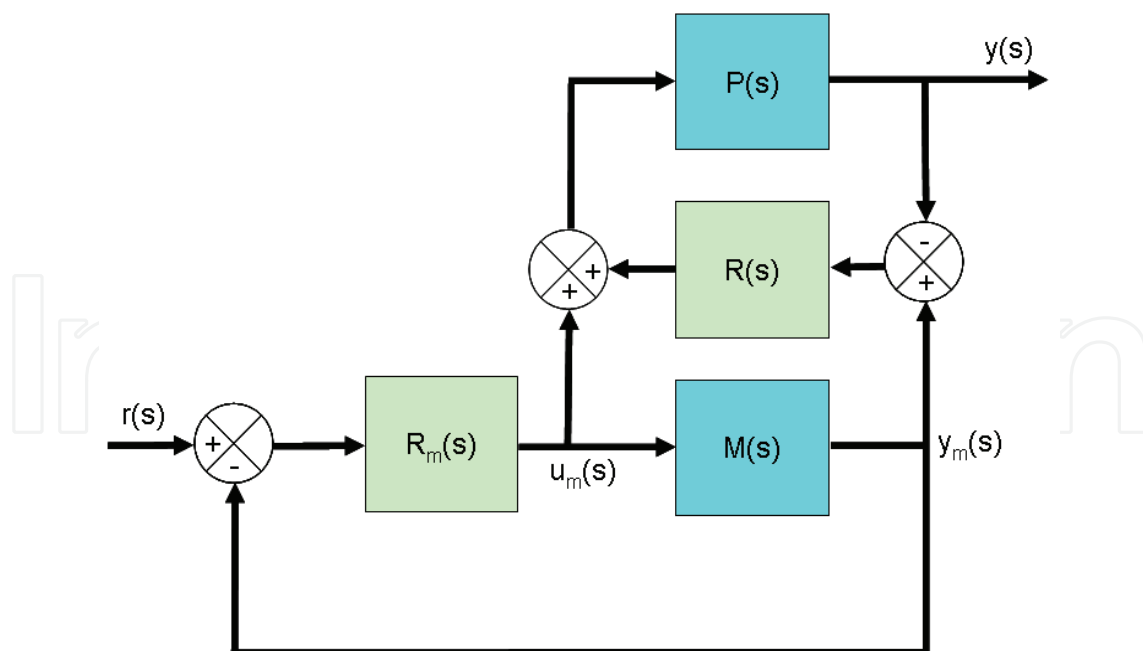 P(s)
y(s)
-
+
R(s)
+
+
r(s)
+
-
Rₘ(s)
uₘ(s)
M(s)
yₘ(s)